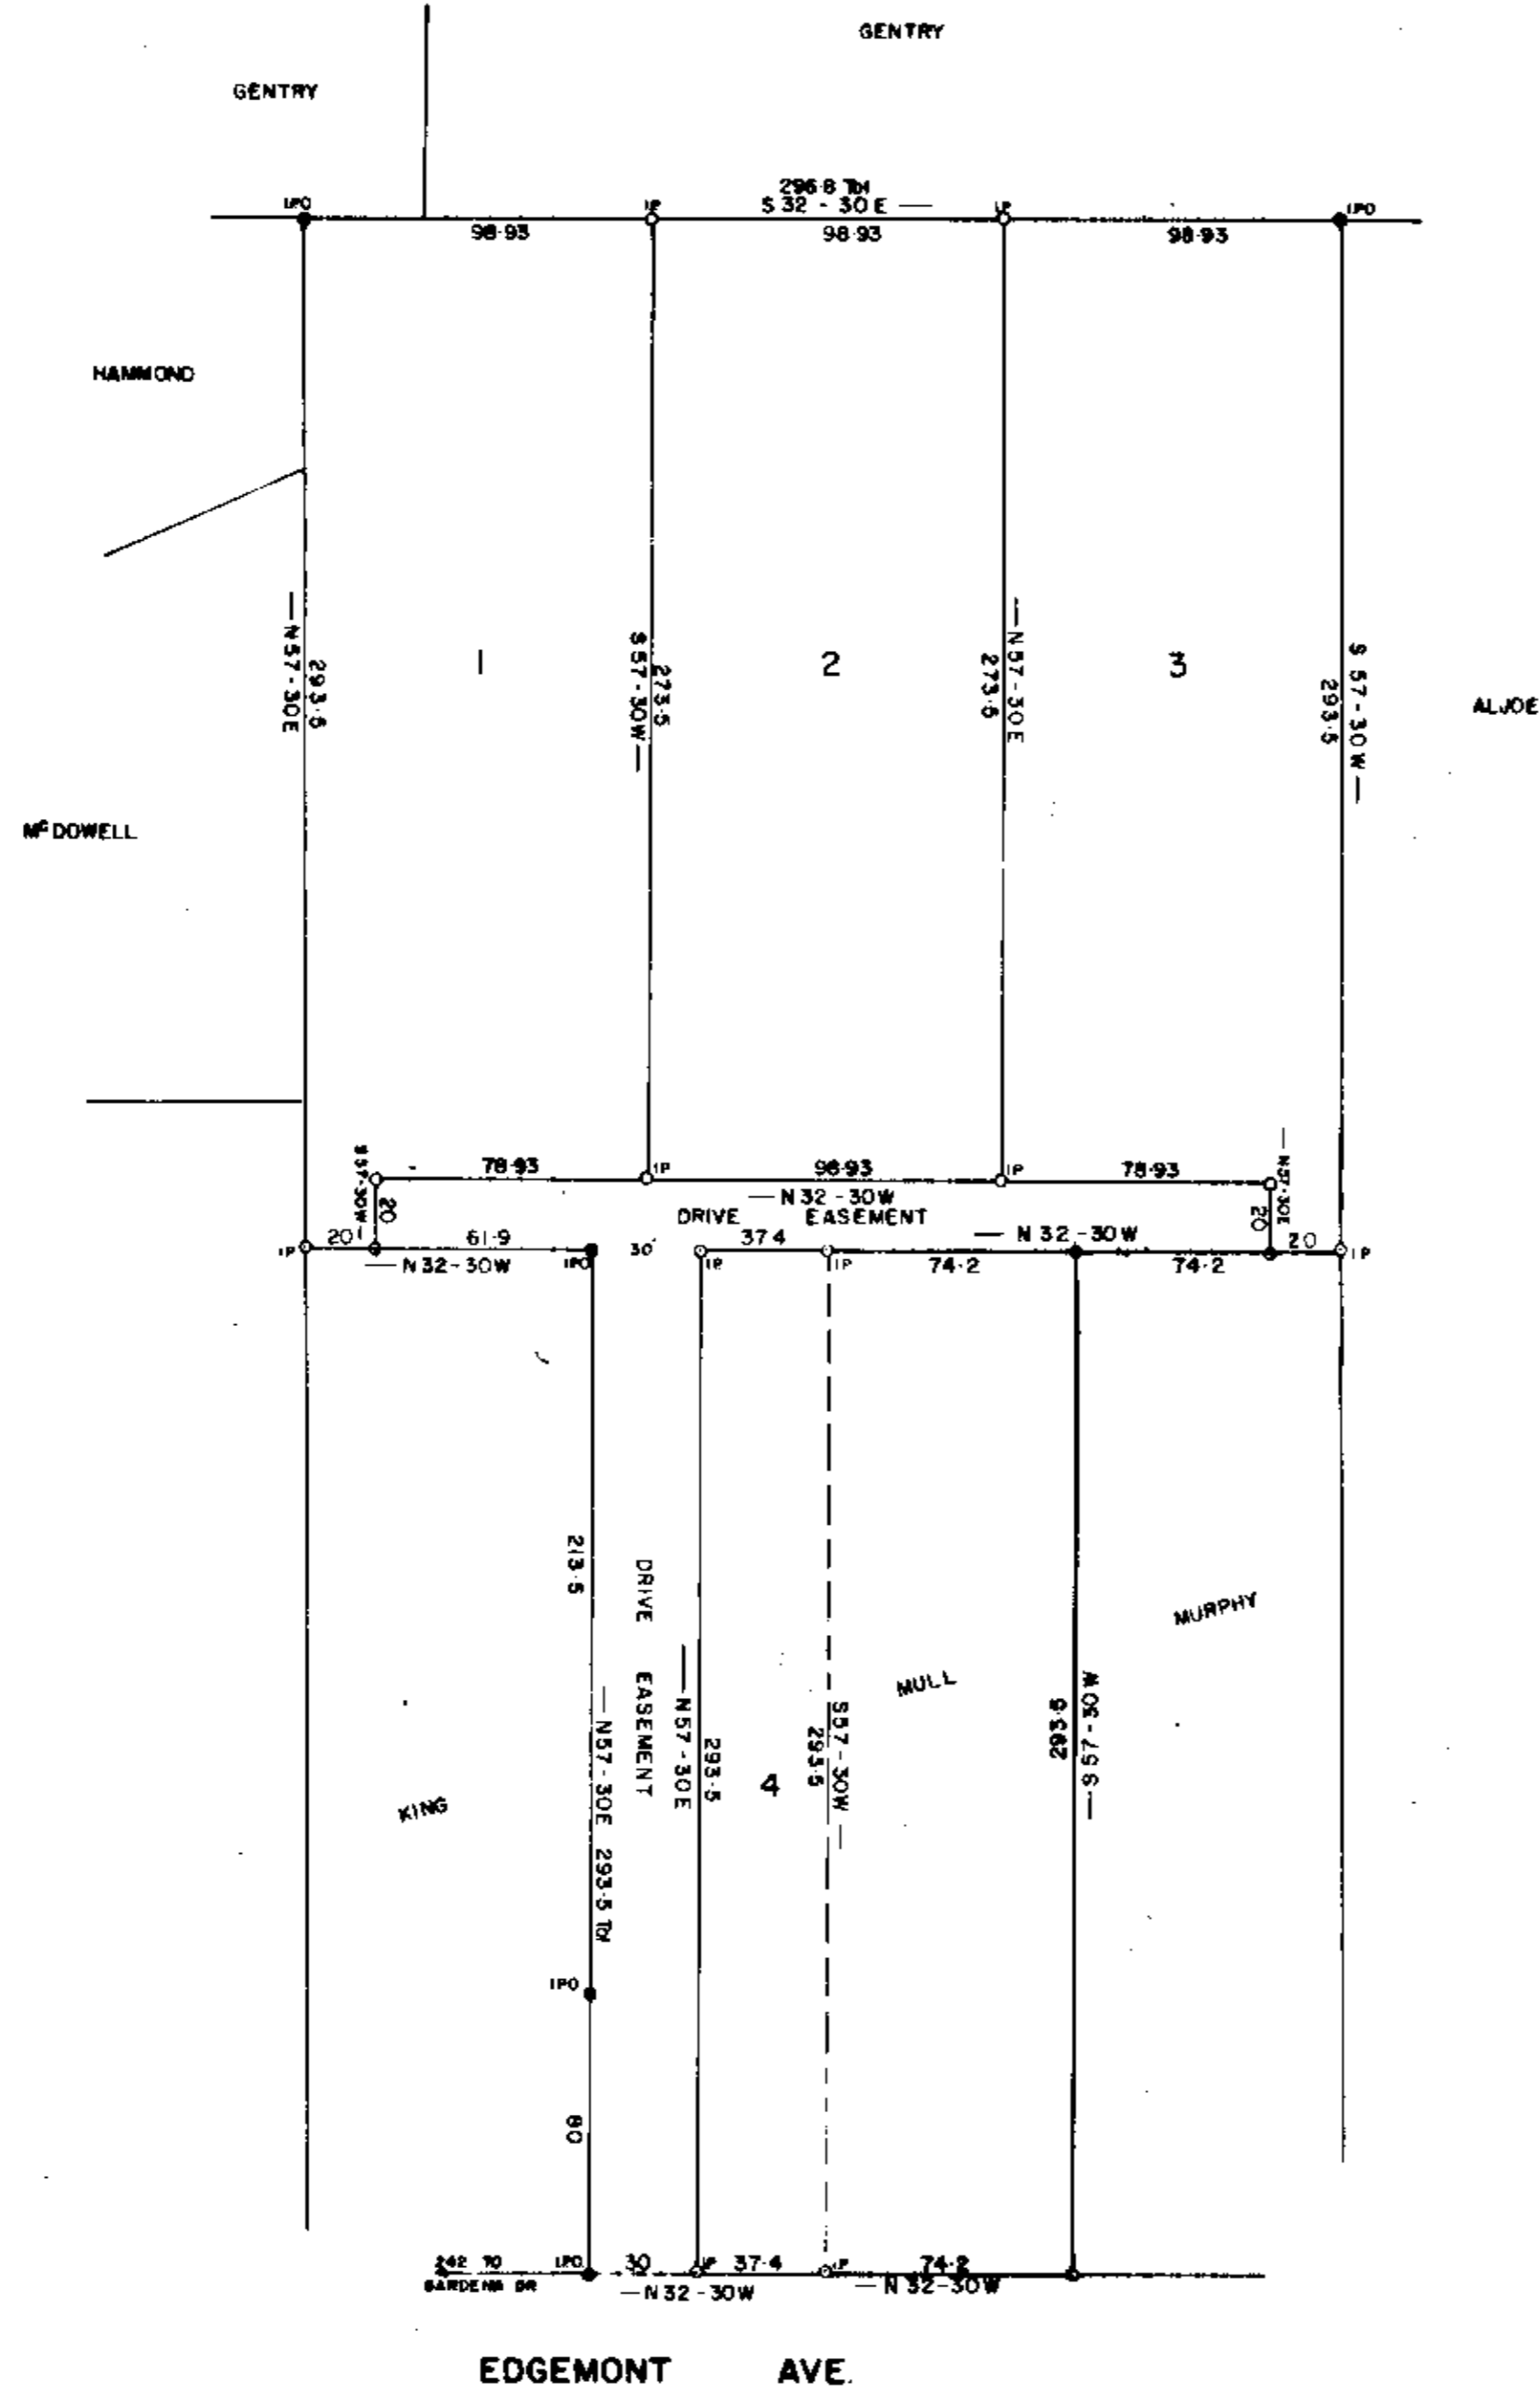 GENTRY
GENTRY
296.8 Tot
S 32 - 30 E —
IPO
IP
IP
IPO
98.93
98.93
98.93
HAMMOND
— N 57 - 30 E
293.5
1
S 57 - 30 W —
273.5
2
— N 57 - 30 E
273.5
3
S 57 - 30 W —
293.5
ALJOE
McDOWELL
S 57 - 30 W —
20
78.93
IP
98.93
IP
78.93
— N 57 - 30 E
20
— N 32 - 30 W
DRIVE EASEMENT
IP
20
61.9
— N 32 - 30 W
IPO
30'
IP
37.4
IP
— N 32 - 30 W
74.2
74.2
20
IP
213.5
DRIVE EASEMENT
— N 57 - 30 E 293.5 Tot
— N 57 - 30 E
293.5
4
S 57 - 30 W —
293.5
MULL
MURPHY
293.5
— S 57 - 30 W
KING
IPO
80
242 TO
GARDENIA DR
IPO
30
IP
37.4
IP
74.2
— N 32 - 30 W
— N 32 - 30 W
EDGEMONT AVE.